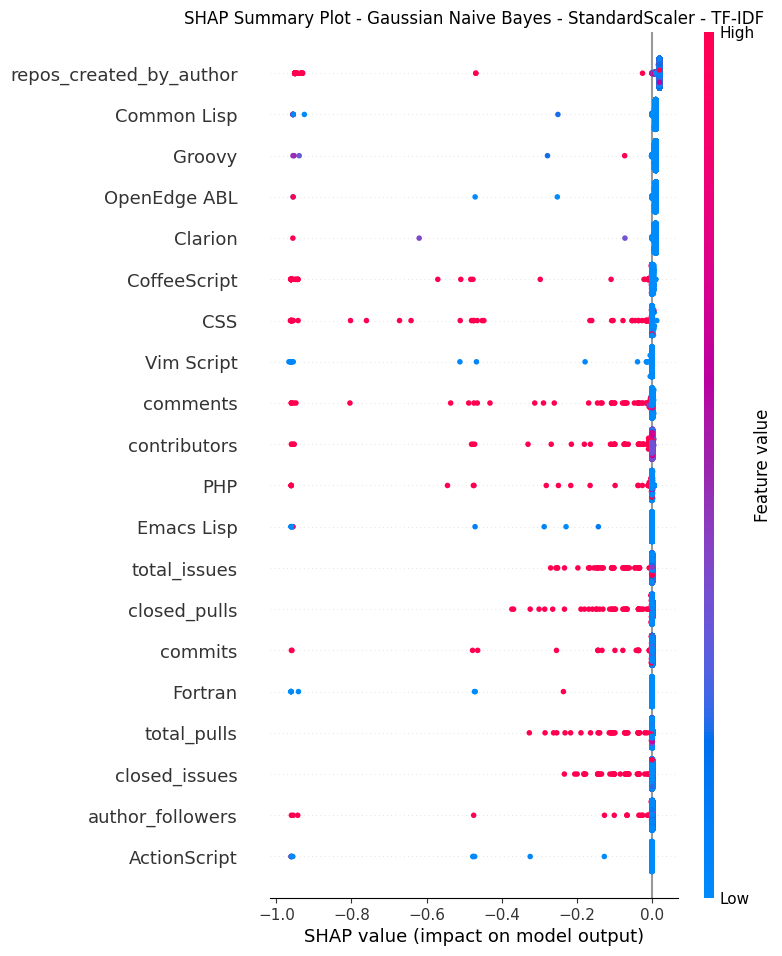 SHAP Summary Plot - Gaussian Naive Bayes - StandardScaler - TF-IDF
High
repos_created_by_author
Common Lisp
Groovy
OpenEdge ABL
Clarion
CoffeeScript
CSS
Vim Script
comments
contributors
PHP
Emacs Lisp
total_issues
closed_pulls
commits
Fortran
total_pulls
closed_issues
author_followers
ActionScript
Feature value
Low
−1.0 −0.8 −0.6 −0.4 −0.2 0.0
SHAP value (impact on model output)